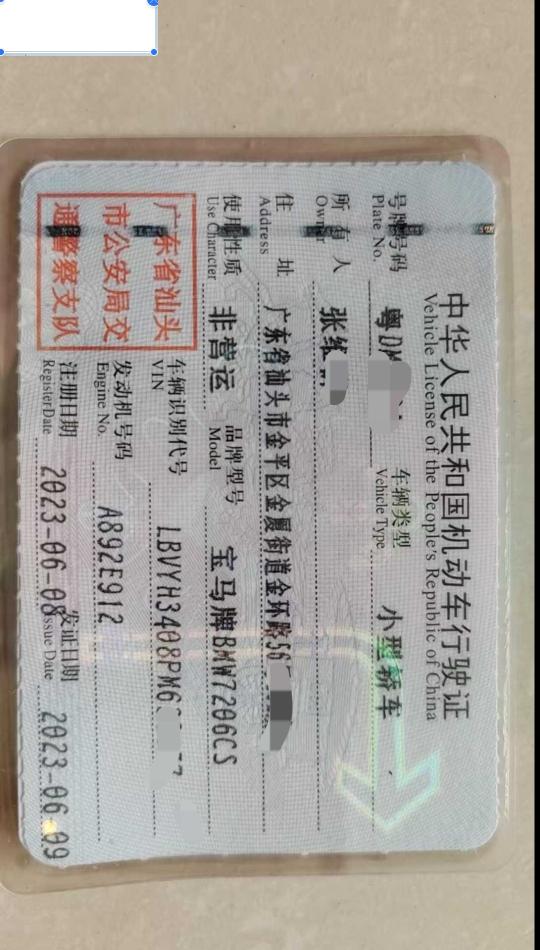 中华人民共和国机动车行驶证
Vehicle License of the People's Republic of China
号牌号码 粤D 车辆类型 小型轿车
Plate No. Vehicle Type
所有人 张
Owner
住址 广东省汕头市金平区金厦街道金环路56
Address
使用性质 非营运 品牌型号 宝马牌BMW7206CS
Use Character Model
广东省汕头
市公安局交
通警察支队
车辆识别代号 LBVYH3408PM6
VIN
发动机号码 A892E912
Engine No.
注册日期 2023-06-08 发证日期 2023-06-09
Register Date Issue Date